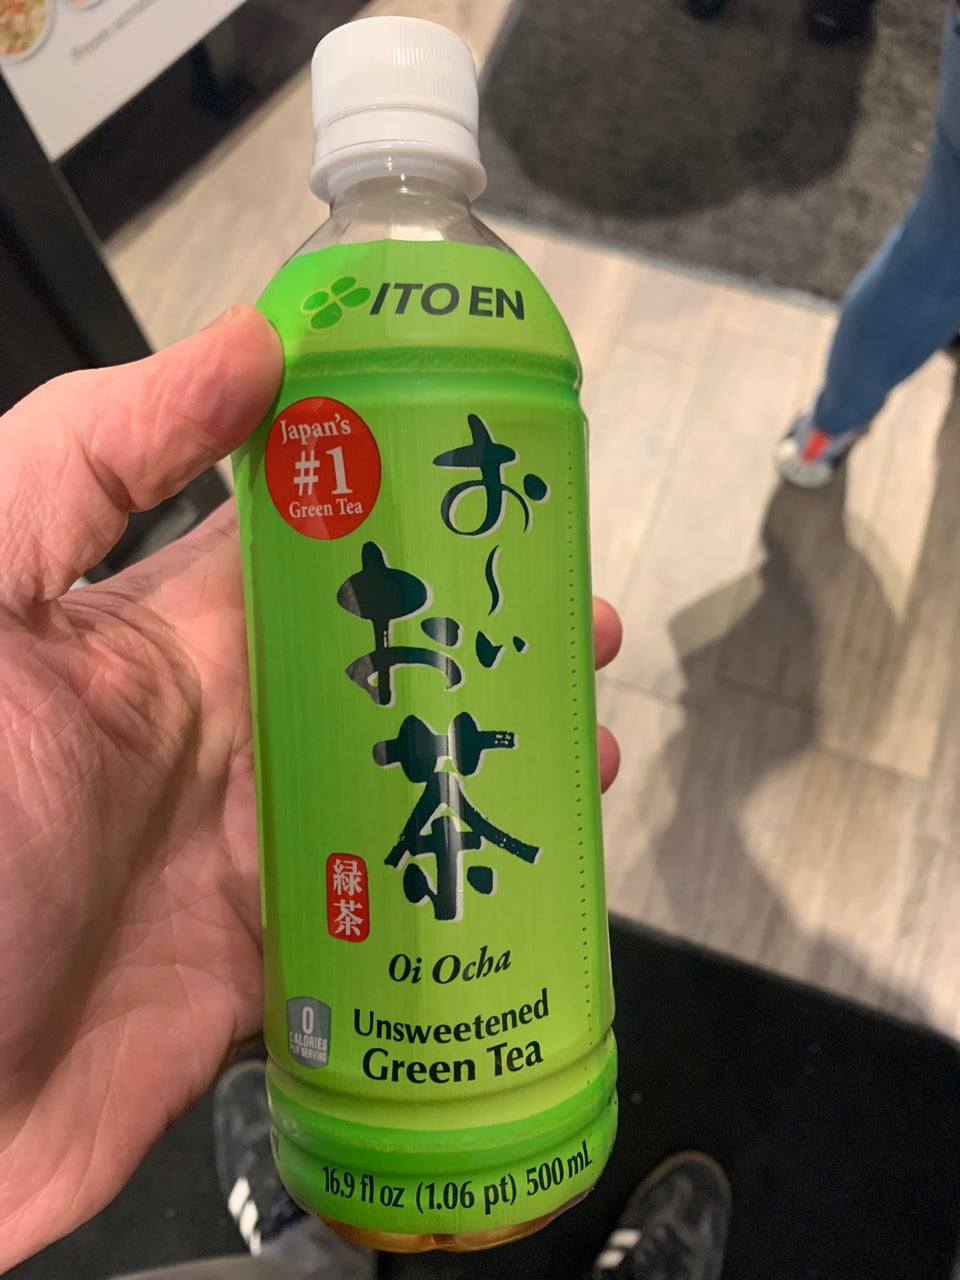 ITO EN
Japan's
#1
Green Tea
お〜い
お茶
緑茶
Oi Ocha
0
CALORIES
PER SERVING
Unsweetened
Green Tea
16.9 fl oz (1.06 pt) 500 mL